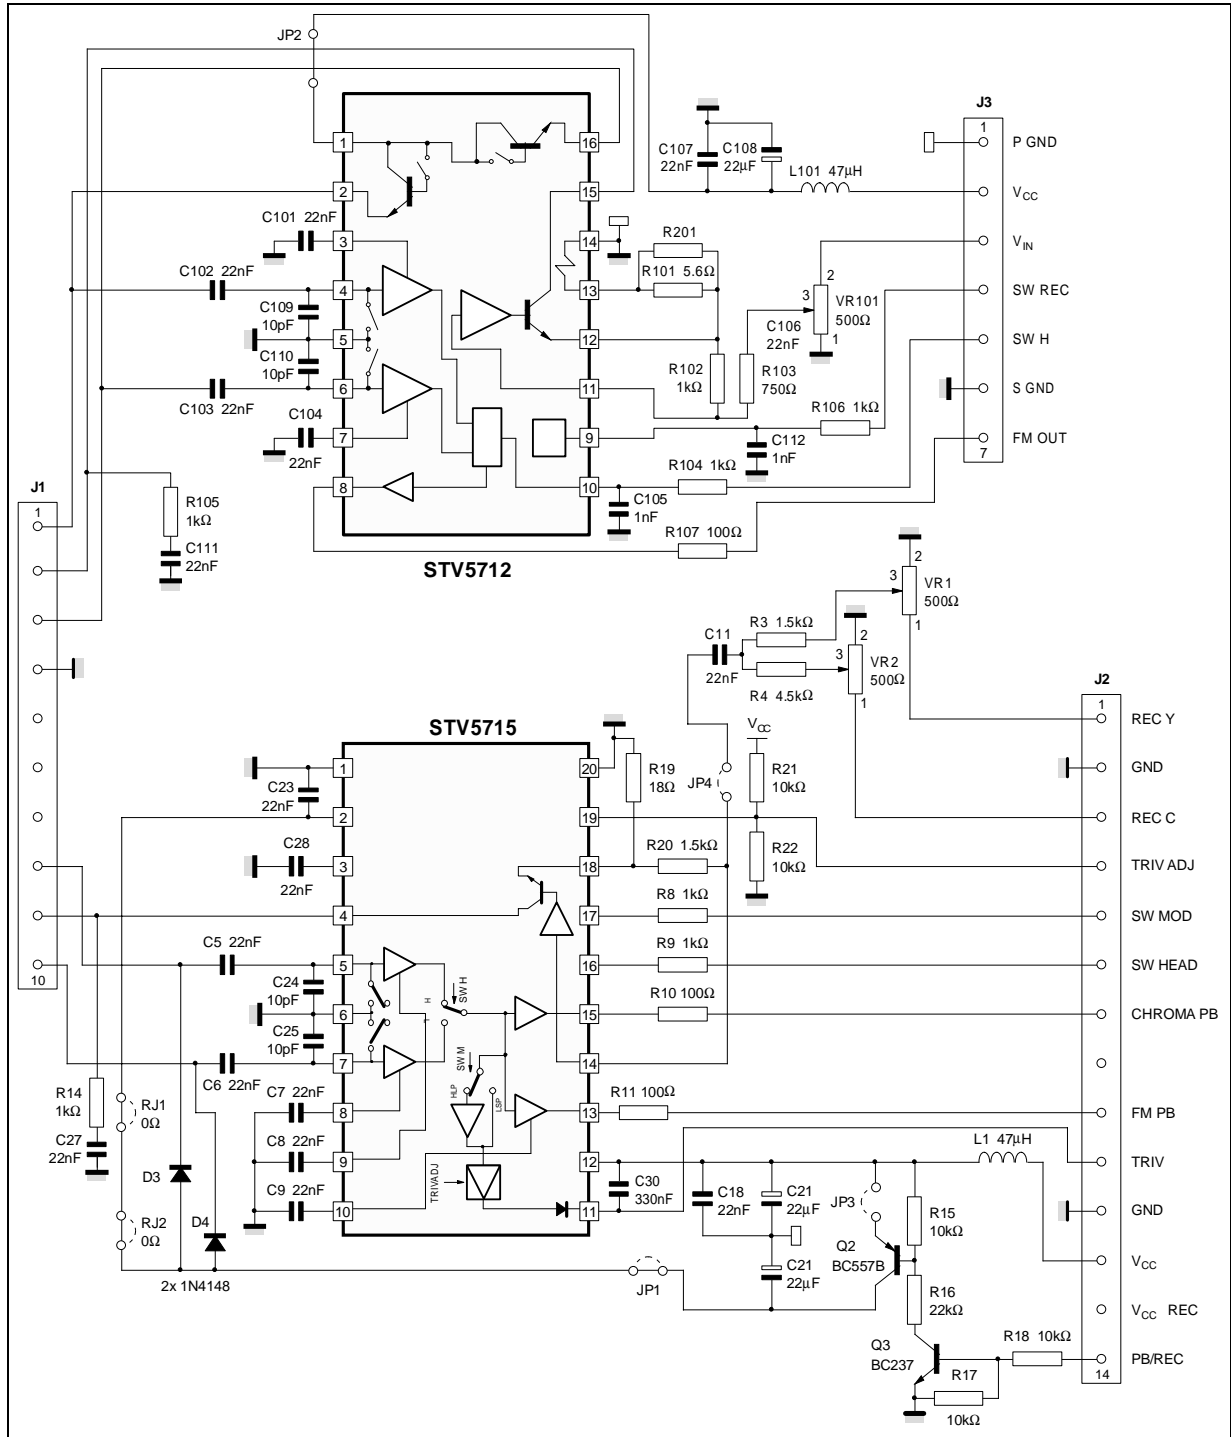 JP2
J3
1
P GND
C107
22nF
C108
22µF
L101 47µH
VCC
VIN
SW REC
SW H
S GND
FM OUT
7
1
2
3
4
5
6
7
8
16
15
14
13
12
11
9
10
C101 22nF
C102 22nF
C109
10pF
C110
10pF
C103 22nF
C104
22nF
R201
R101 5.6Ω
2
3
VR101
500Ω
1
C106
22nF
R102
1kΩ
R103
750Ω
R106 1kΩ
C112
1nF
R104 1kΩ
C105
1nF
R107 100Ω
STV5712
J1
1
10
R105
1kΩ
C111
22nF
2
3
VR1
500Ω
1
C11
22nF
R3 1.5kΩ
R4 4.5kΩ
2
3
VR2
500Ω
1
J2
1
REC Y
GND
REC C
TRIV ADJ
SW MOD
SW HEAD
CHROMA PB
FM PB
TRIV
GND
VCC
VCC REC
PB/REC
14
STV5715
1
2
3
4
5
6
7
8
9
10
20
19
18
17
16
15
14
13
12
11
C23
22nF
C28
22nF
R19
18Ω
JP4
VCC
R21
10kΩ
R22
10kΩ
R20 1.5kΩ
R8 1kΩ
R9 1kΩ
R10 100Ω
R11 100Ω
C5 22nF
C24
10pF
C25
10pF
C6 22nF
C7 22nF
C8 22nF
C9 22nF
H
L
SW H
SW M
HLP
LSP
TRIVADJ
R14
1kΩ
C27
22nF
RJ1
0Ω
RJ2
0Ω
D3
D4
2x 1N4148
C30
330nF
C18
22nF
C21
22µF
C21
22µF
L1 47µH
JP3
R15
10kΩ
Q2
BC557B
R16
22kΩ
JP1
Q3
BC237
R17
10kΩ
R18 10kΩ